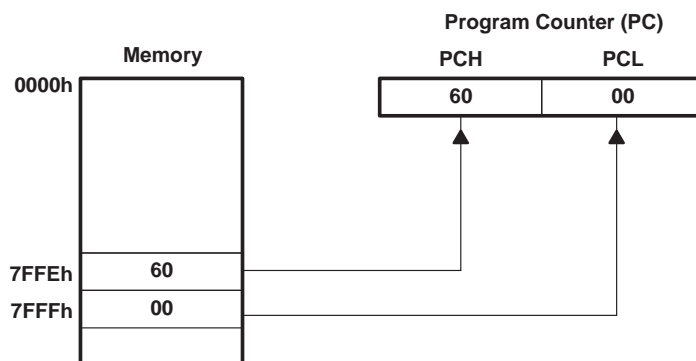 Program Counter (PC)
Memory
PCH PCL
0000h
60 00
7FFEh 60
7FFFh 00